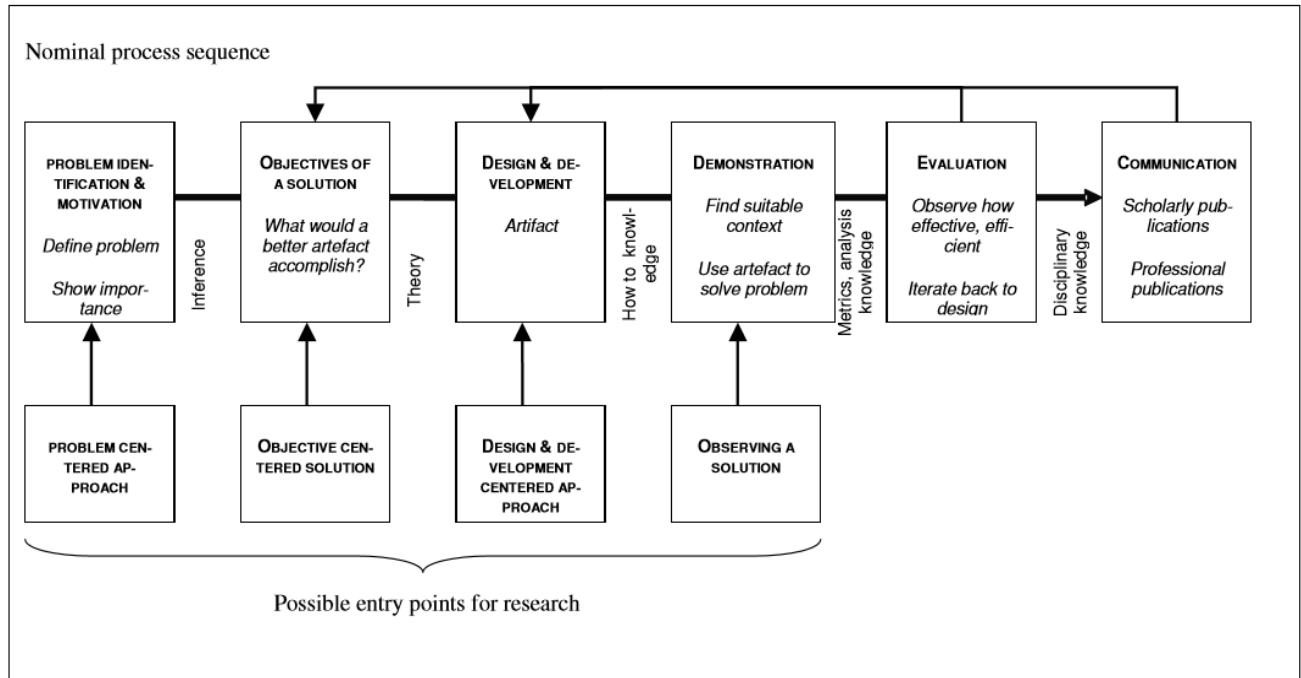 Nominal process sequence
PROBLEM IDEN-
TIFICATION &
MOTIVATION
Define problem
Show impor-
tance
Inference
OBJECTIVES OF
A SOLUTION
What would a
better artefact
accomplish?
Theory
DESIGN & DE-
VELOPMENT
Artifact
How to knowl-
edge
DEMONSTRATION
Find suitable
context
Use artefact to
solve problem
Metrics, analysis
knowledge
EVALUATION
Observe how
effective, effi-
cient
Iterate back to
design
Disciplinary
knowledge
COMMUNICATION
Scholarly pub-
lications
Professional
publications
PROBLEM CEN-
TERED AP-
PROACH
OBJECTIVE CEN-
TERED SOLUTION
DESIGN & DE-
VELOPMENT
CENTERED AP-
PROACH
OBSERVING A
SOLUTION
Possible entry points for research